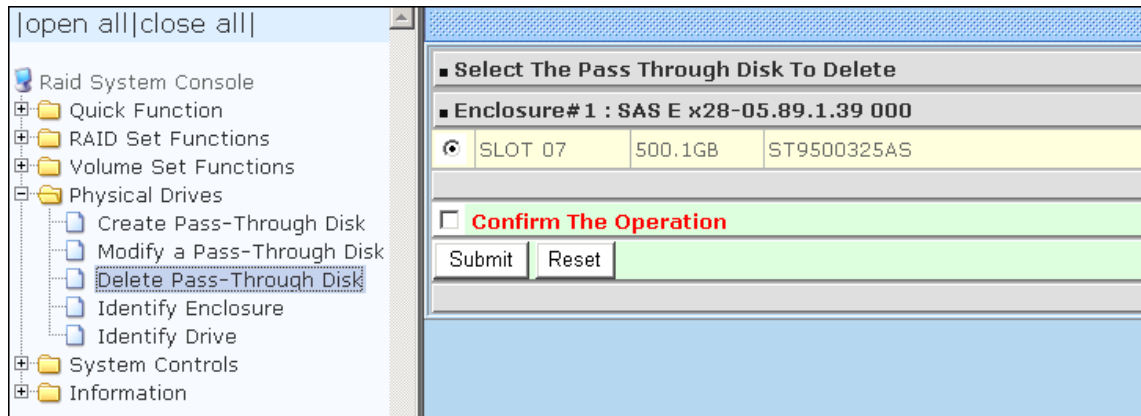 |open all|close all|
Raid System Console
Quick Function
RAID Set Functions
Volume Set Functions
Physical Drives
Create Pass-Through Disk
Modify a Pass-Through Disk
Delete Pass-Through Disk
Identify Enclosure
Identify Drive
System Controls
Information
Select The Pass Through Disk To Delete
Enclosure#1 : SAS E x28-05.89.1.39 000
SLOT 07 500.1GB ST9500325AS
Confirm The Operation
Submit Reset